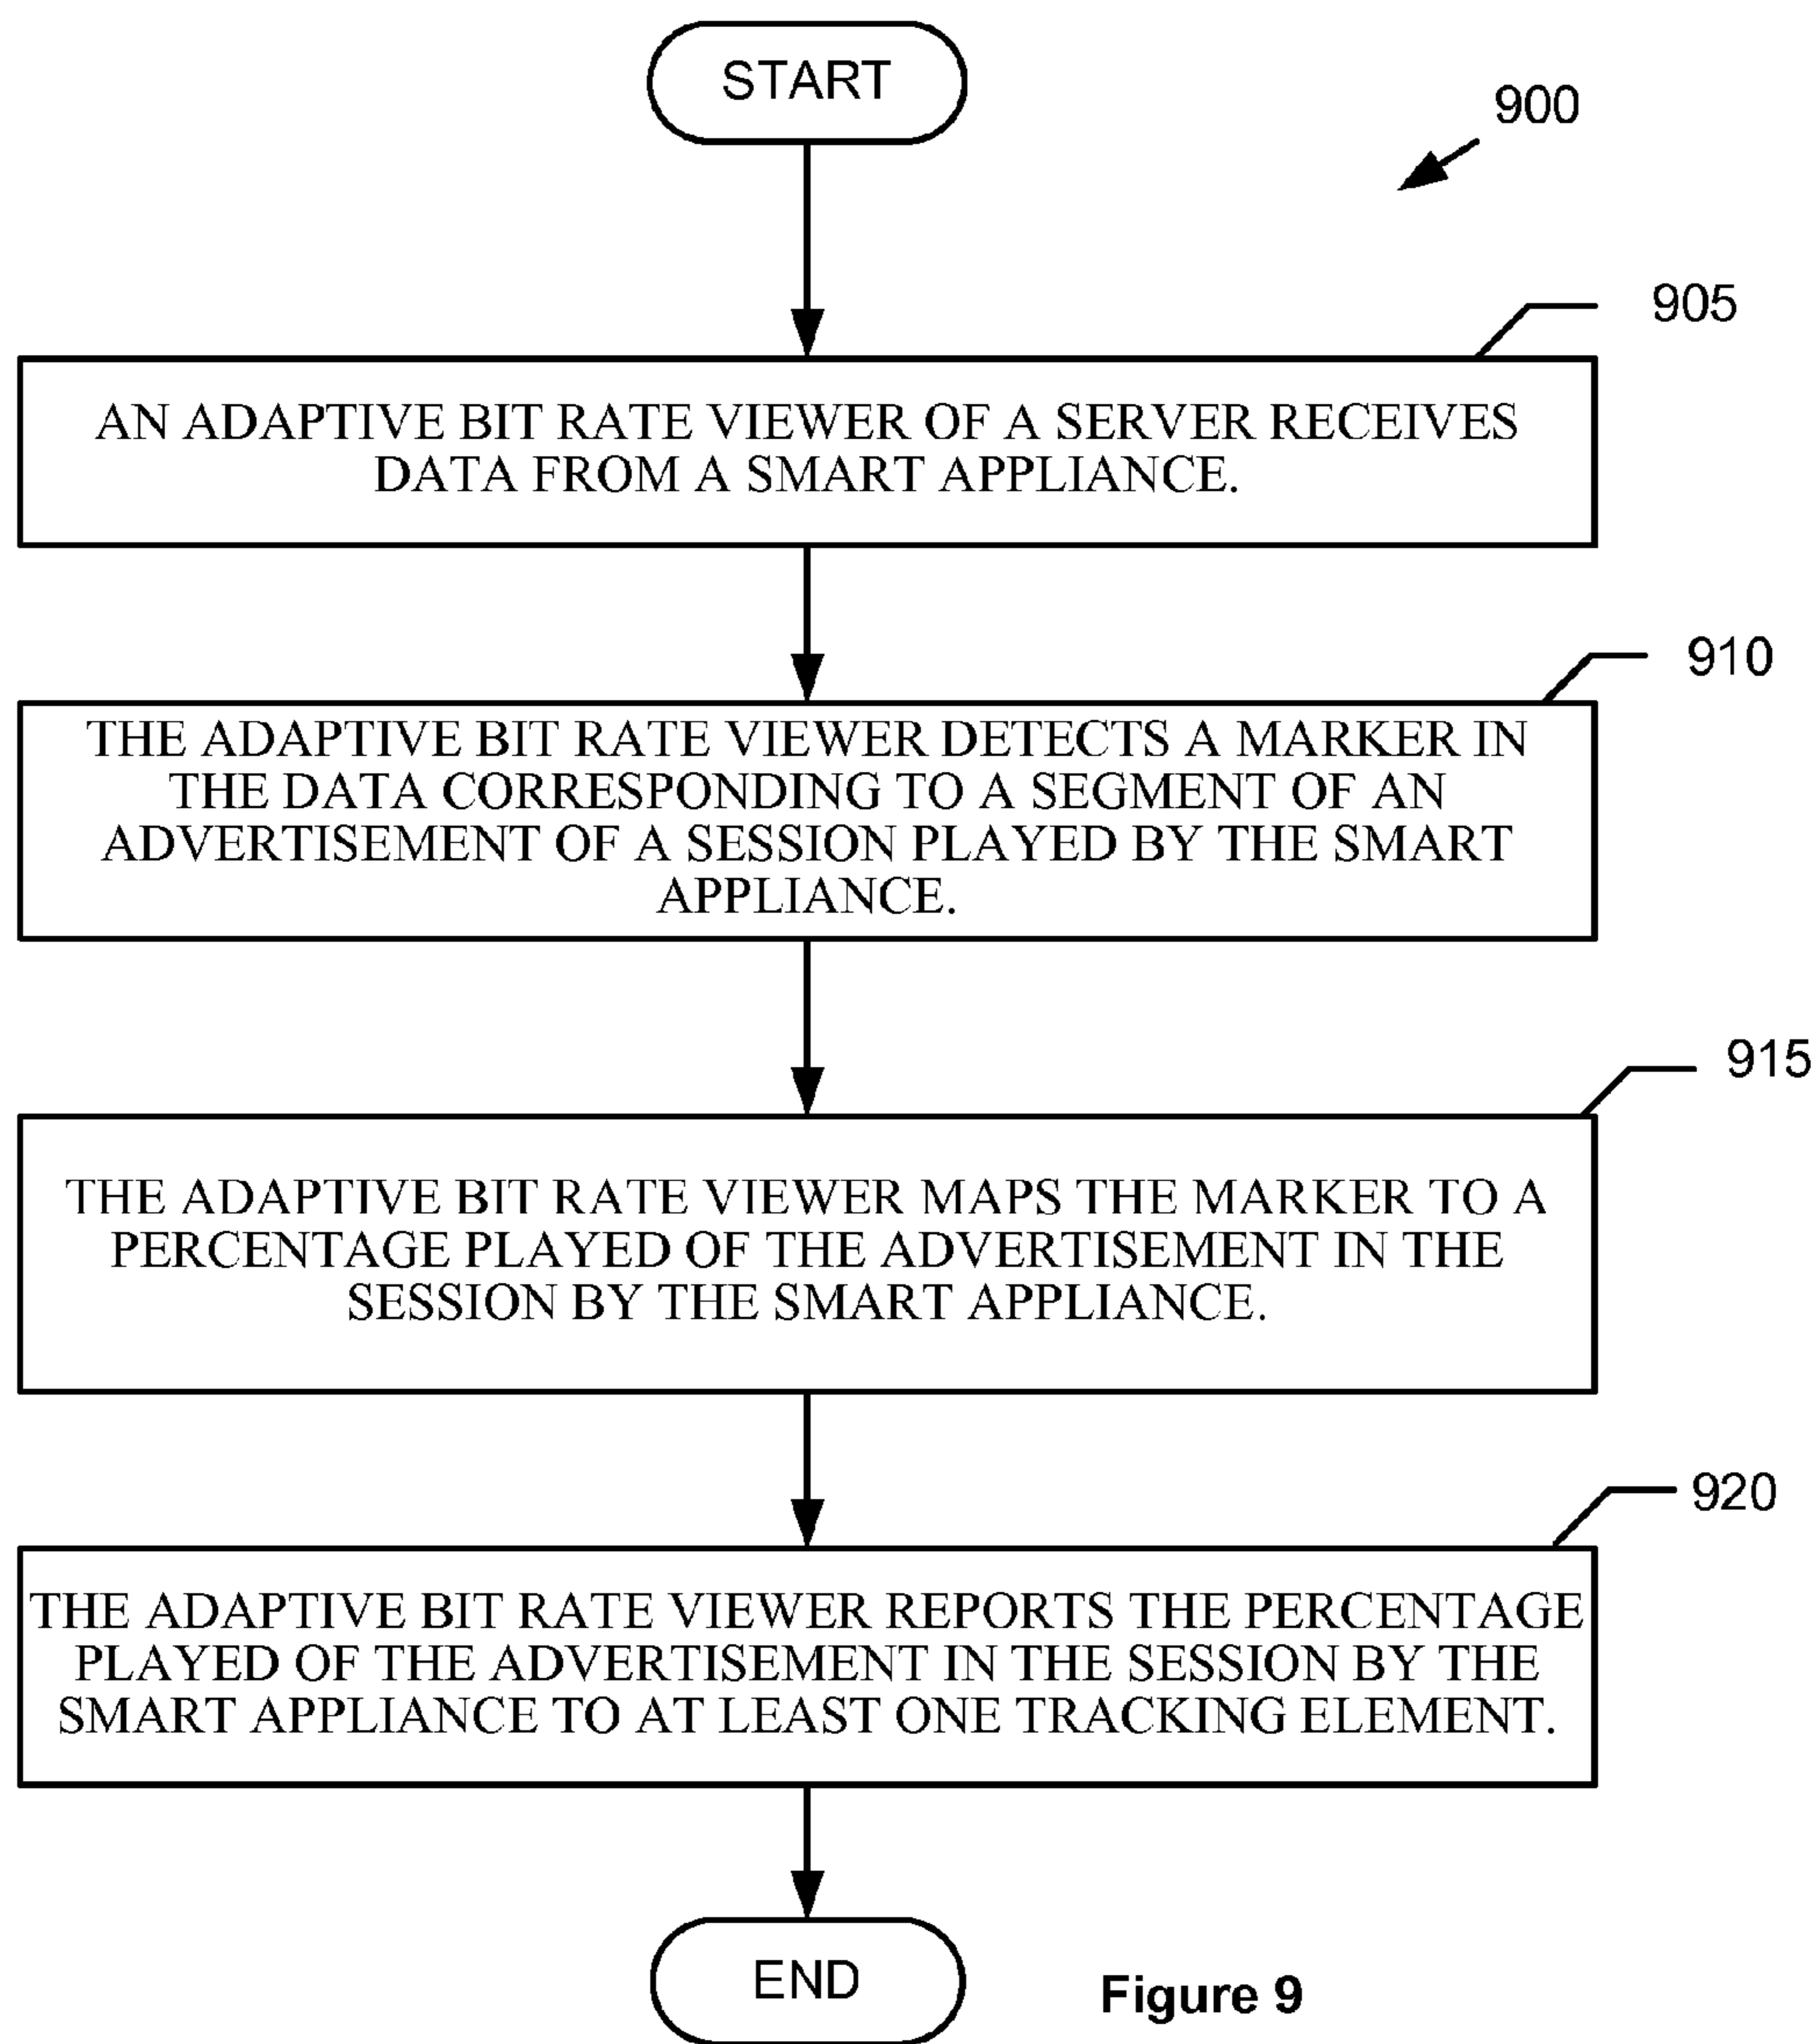 START
900
905
AN ADAPTIVE BIT RATE VIEWER OF A SERVER RECEIVES
DATA FROM A SMART APPLIANCE.
910
THE ADAPTIVE BIT RATE VIEWER DETECTS A MARKER IN
THE DATA CORRESPONDING TO A SEGMENT OF AN
ADVERTISEMENT OF A SESSION PLAYED BY THE SMART
APPLIANCE.
915
THE ADAPTIVE BIT RATE VIEWER MAPS THE MARKER TO A
PERCENTAGE PLAYED OF THE ADVERTISEMENT IN THE
SESSION BY THE SMART APPLIANCE.
920
THE ADAPTIVE BIT RATE VIEWER REPORTS THE PERCENTAGE
PLAYED OF THE ADVERTISEMENT IN THE SESSION BY THE
SMART APPLIANCE TO AT LEAST ONE TRACKING ELEMENT.
END
Figure 9